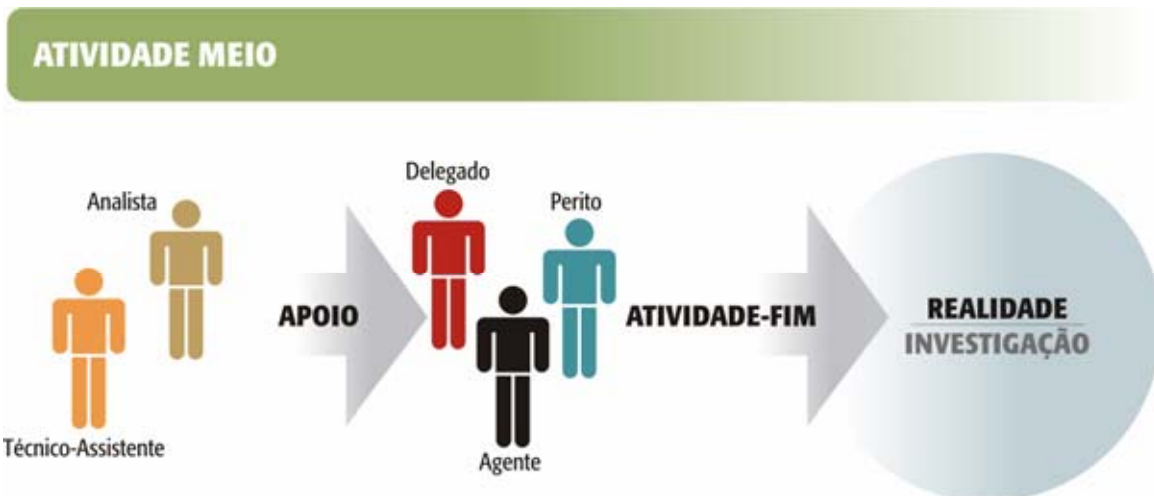 ATIVIDADE MEIO
Analista
Técnico-Assistente
APOIO
Delegado
Perito
Agente
ATIVIDADE-FIM
REALIDADE
INVESTIGAÇÃO